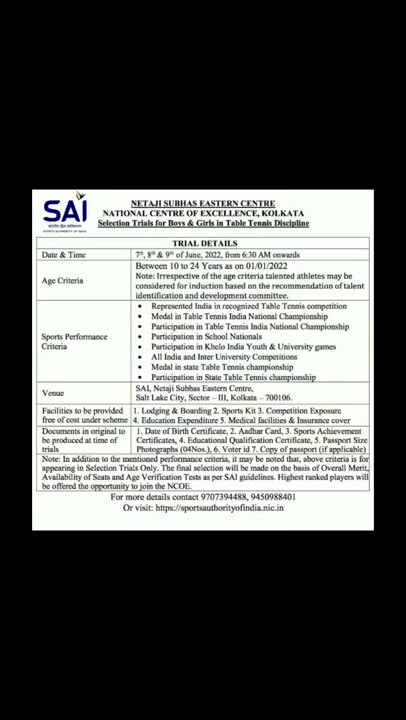 SAI
भारतीय खेल प्राधिकरण
SPORTS AUTHORITY OF INDIA
NETAJI SUBHAS EASTERN CENTRE
NATIONAL CENTRE OF EXCELLENCE, KOLKATA
Selection Trials for Boys & Girls in Table Tennis Discipline
TRIAL DETAILS
Date & Time
7th, 8th & 9th of June, 2022, from 6:30 AM onwards
Age Criteria
Between 10 to 24 Years as on 01/01/2022
Note: Irrespective of the age criteria talented athletes may be
considered for induction based on the recommendation of talent
identification and development committee.
Sports Performance
Criteria
• Represented India in recognized Table Tennis competition
• Medal in Table Tennis India National Championship
• Participation in Table Tennis India National Championship
• Participation in School Nationals
• Participation in Khelo India Youth & University games
• All India and Inter University Competitions
• Medal in state Table Tennis championship
• Participation in State Table Tennis championship
Venue
SAI, Netaji Subhas Eastern Centre,
Salt Lake City, Sector – III, Kolkata – 700106.
Facilities to be provided
free of cost under scheme
1. Lodging & Boarding 2. Sports Kit 3. Competition Exposure
4. Education Expenditure 5. Medical facilities & Insurance cover
Documents in original to
be produced at time of
trials
1. Date of Birth Certificate, 2. Aadhar Card, 3. Sports Achievement
Certificates, 4. Educational Qualification Certificate, 5. Passport Size
Photographs (04Nos.), 6. Voter id 7. Copy of passport (if applicable)
Note: In addition to the mentioned performance criteria, it may be noted that, above criteria is for
appearing in Selection Trials Only. The final selection will be made on the basis of Overall Merit,
Availability of Seats and Age Verification Tests as per SAI guidelines. Highest ranked players will
be offered the opportunity to join the NCOE.
For more details contact 9707394488, 9450988401
Or visit: https://sportsauthorityofindia.nic.in